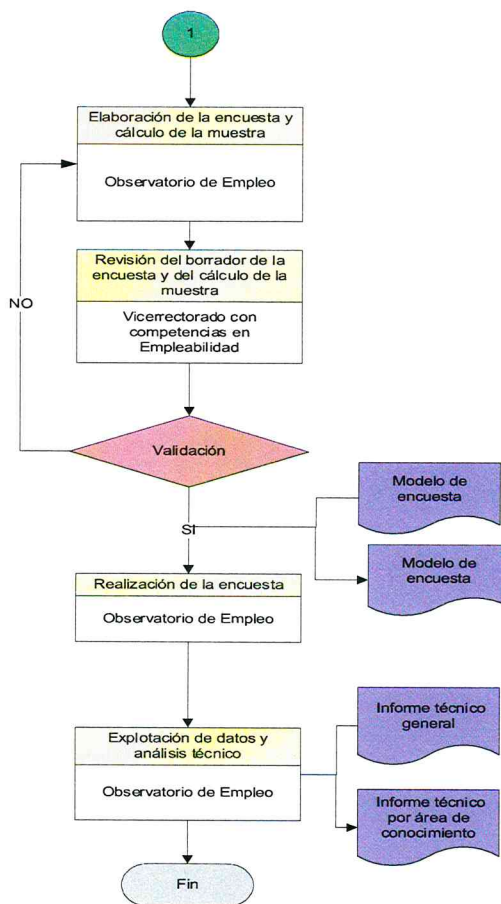 1
Elaboración de la encuesta y
cálculo de la muestra
Observatorio de Empleo
Revisión del borrador de la
encuesta y del cálculo de la
muestra
NO
Vicerrectorado con
competencias en
Empleabilidad
Validación
Modelo de
encuesta
SI
Modelo de
encuesta
Realización de la encuesta
Observatorio de Empleo
Informe técnico
general
Explotación de datos y
análisis técnico
Observatorio de Empleo
Informe técnico
por área de
conocimiento
Fin